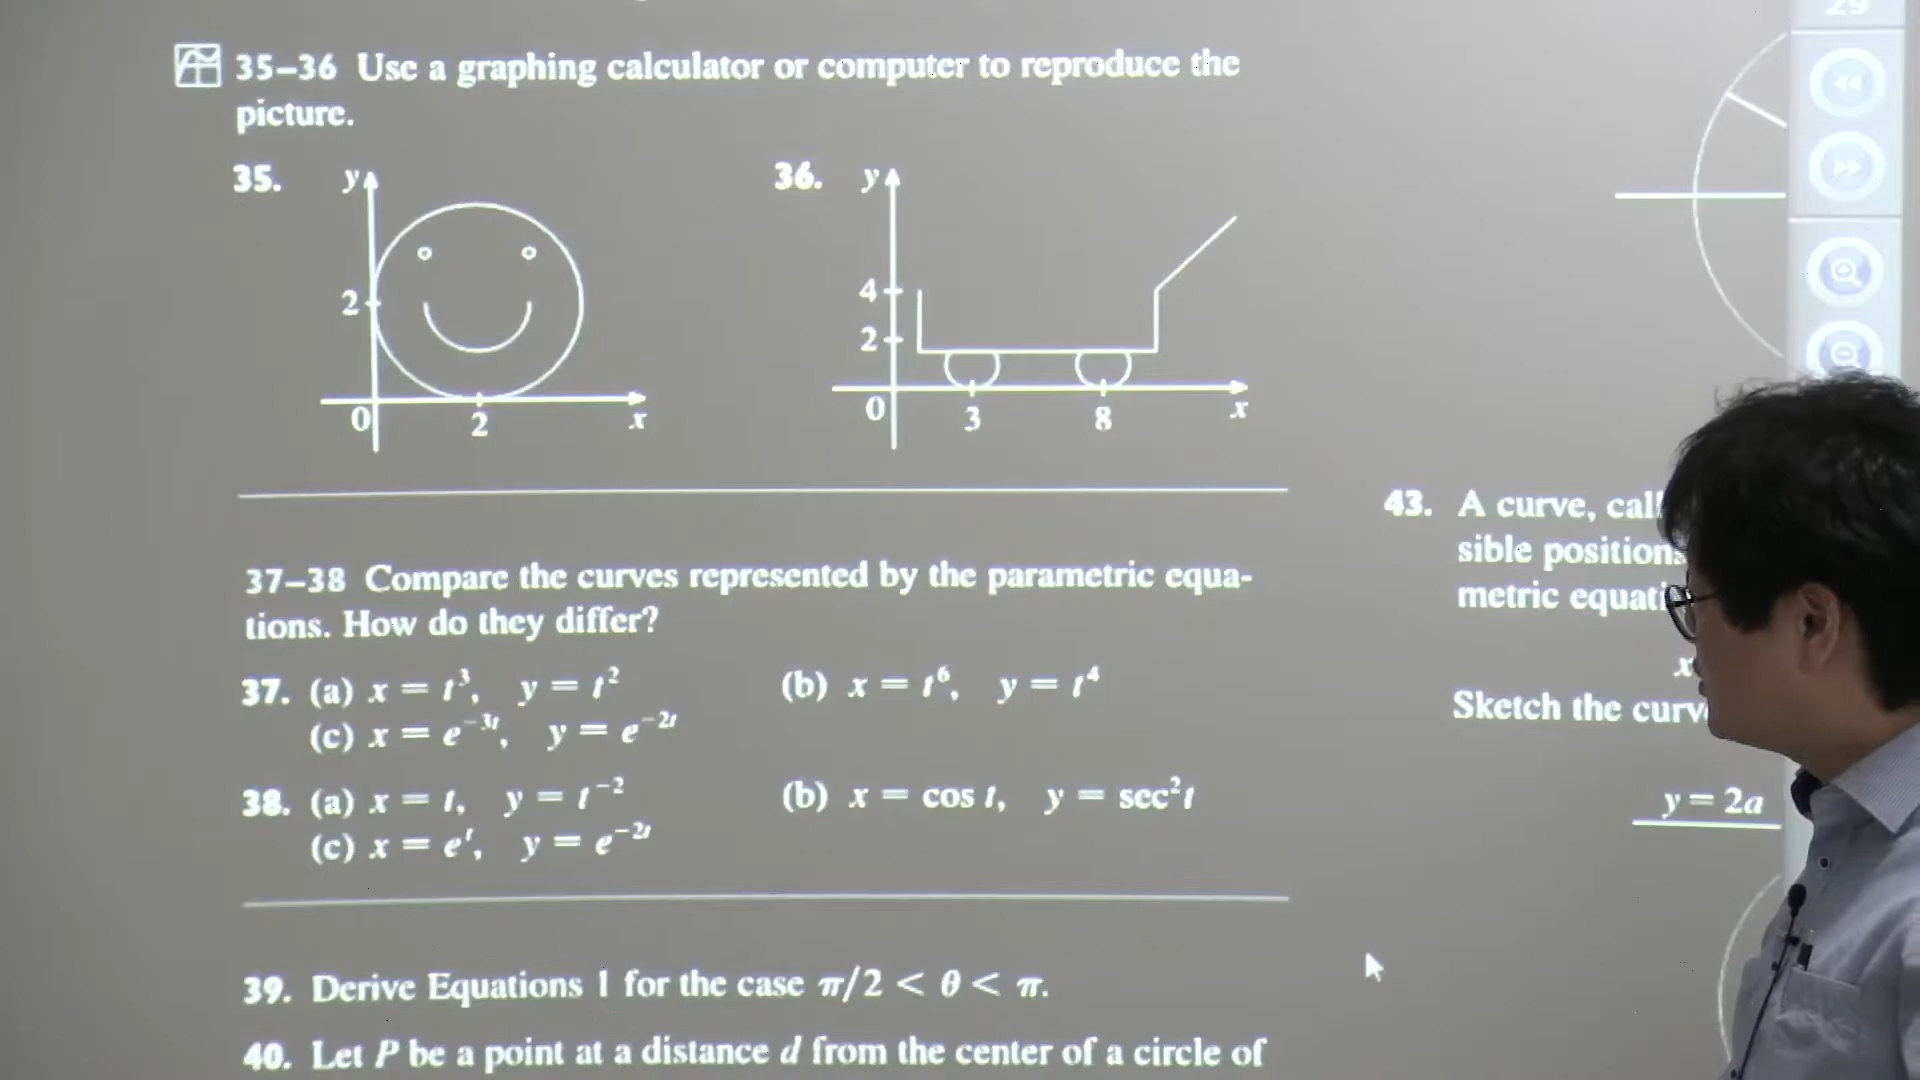 35–36 Use a graphing calculator or computer to reproduce the
picture.
35.
y
2
0
2
x
36.
y
4
2
0
3
8
x
37–38 Compare the curves represented by the parametric equa-
tions. How do they differ?
37. (a) x = t³, y = t² (b) x = t⁶, y = t⁴
(c) x = e⁻³ᵗ, y = e⁻²ᵗ
38. (a) x = t, y = t⁻² (b) x = cos t, y = sec²t
(c) x = eᵗ, y = e⁻²ᵗ
39. Derive Equations 1 for the case π/2 < θ < π.
40. Let P be a point at a distance d from the center of a circle of
29
43. A curve,
sible
metric
x
Sketch the
y = 2a